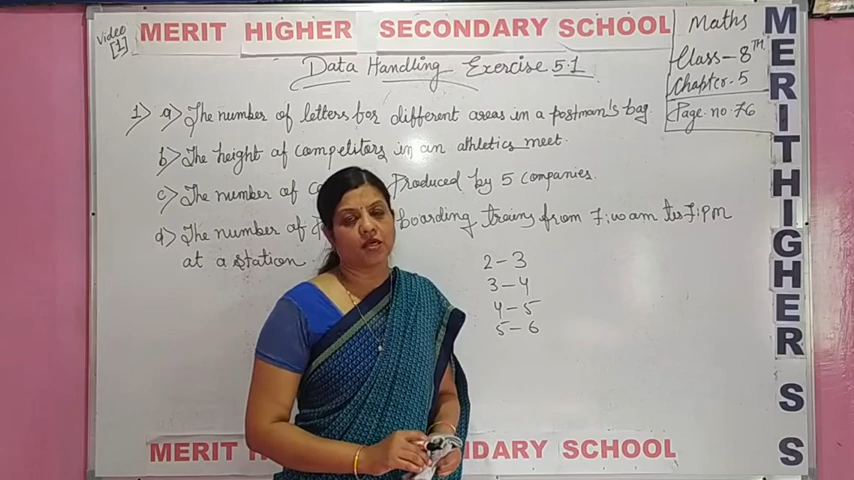 Video [1]
MERIT HIGHER SECONDARY SCHOOL
Maths
Class - 8TH
Chapter. 5
Page. no. 76
Data Handling Exercise 5.1
1> a> The number of letters for different areas in a postman's bag
b> The height of competitors in an athletics meet.
c> The number of Produced by 5 companies.
d> The number of boarding trains from 7:00 am 7: PM
at a station
2 - 3
3 - 4
4 - 5
5 - 6
MERIT HIGHER S S
MERIT NDARY SCHOOL